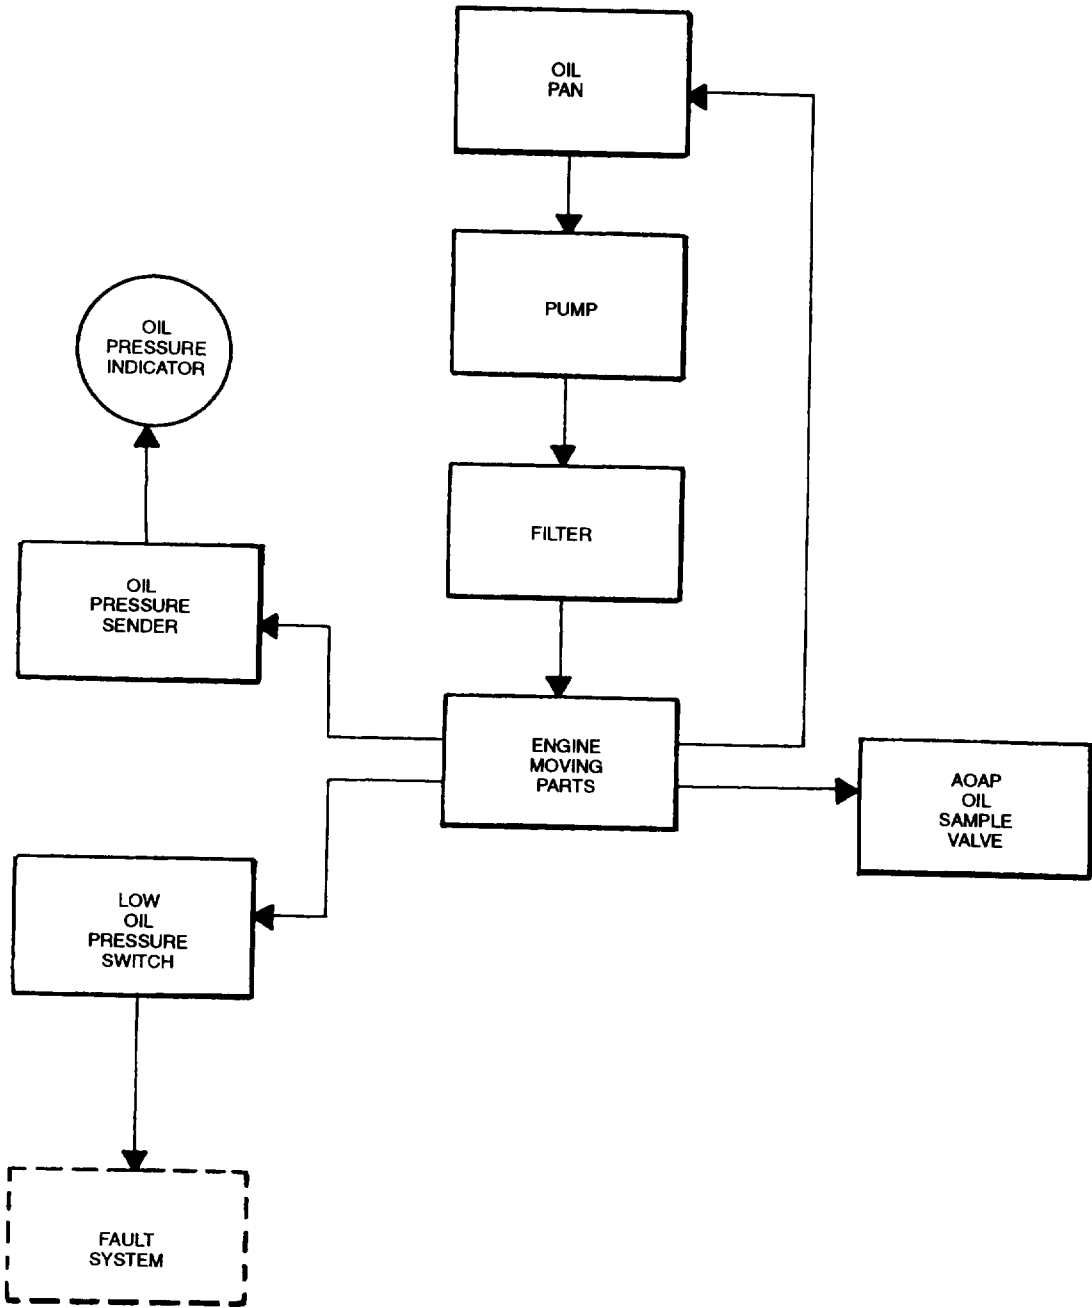 OIL
PAN
PUMP
OIL
PRESSURE
INDICATOR
FILTER
OIL
PRESSURE
SENDER
ENGINE
MOVING
PARTS
AOAP
OIL
SAMPLE
VALVE
LOW
OIL
PRESSURE
SWITCH
FAULT
SYSTEM